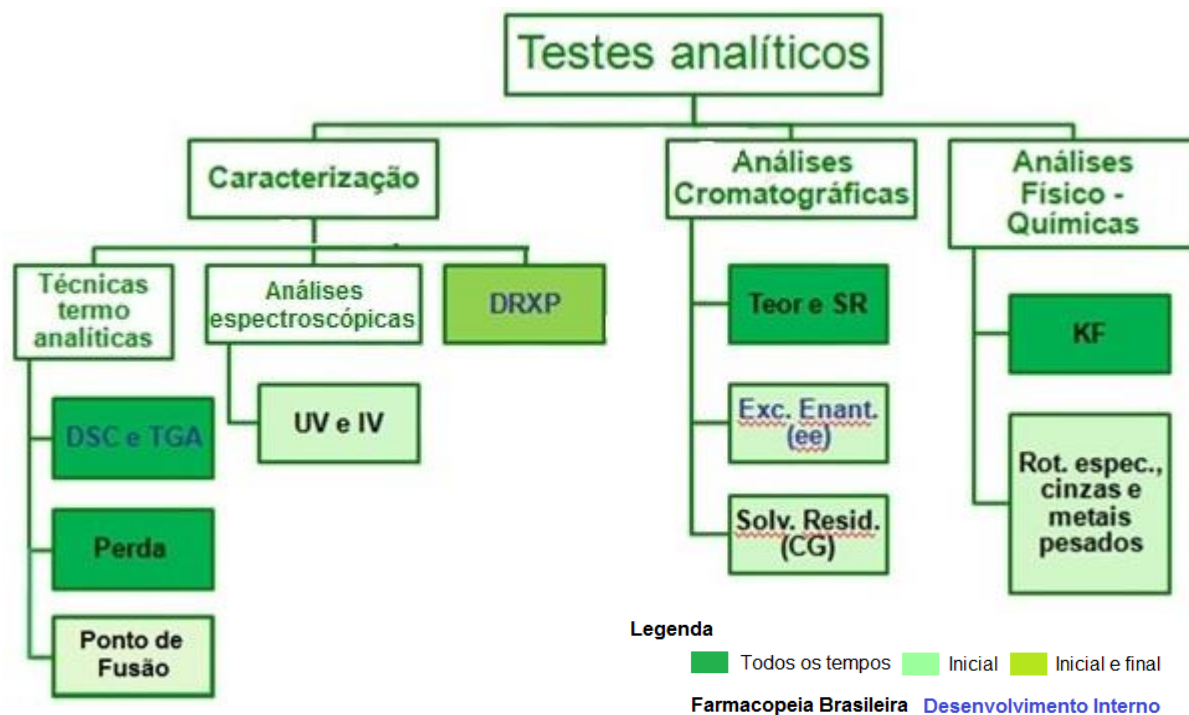 Testes analíticos
Caracterização
Análises
Cromatográficas
Análises
Físico -
Químicas
Técnicas
termo
analíticas
Análises
espectroscópicas
DRXP
Teor e SR
KF
DSC e TGA
UV e IV
Exc. Enant.
(ee)
Rot. espec.,
cinzas e
metais
pesados
Perda
Solv. Resid.
(CG)
Ponto de
Fusão
Legenda
Todos os tempos Inicial Inicial e final
Farmacopeia Brasileira Desenvolvimento Interno